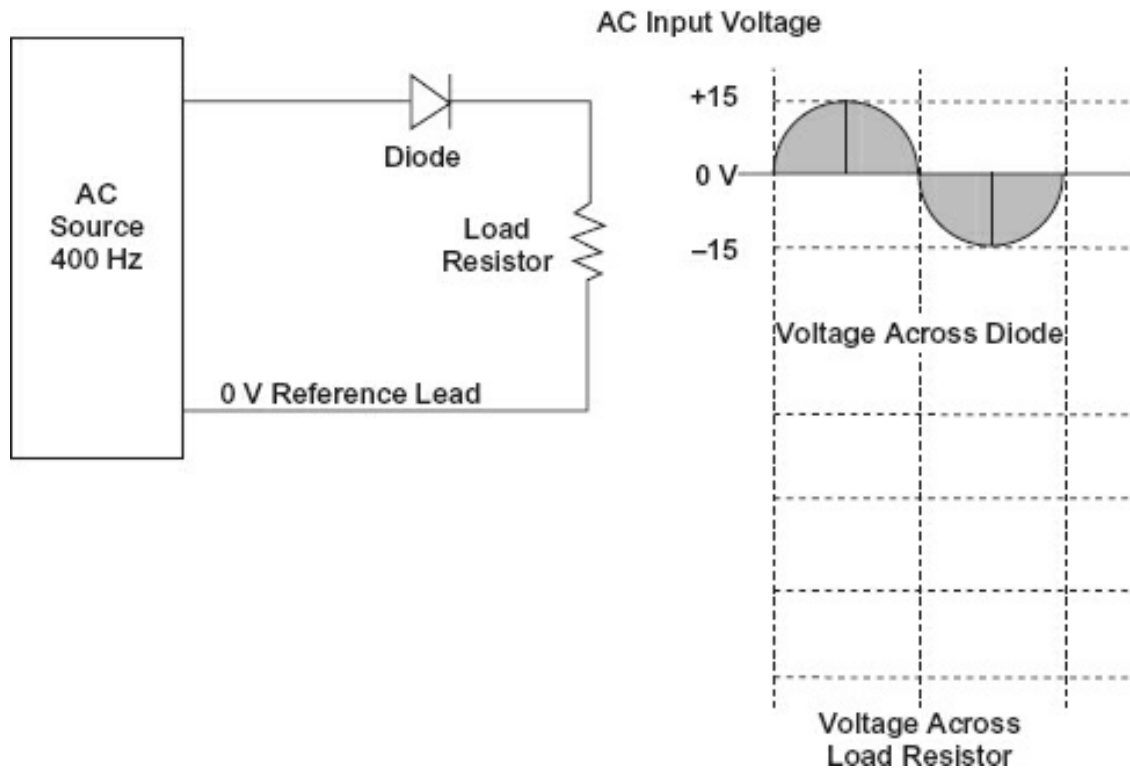 AC Input Voltage
+15
0 V
–15
AC
Source
400 Hz
Diode
Load
Resistor
0 V Reference Lead
Voltage Across Diode
Voltage Across
Load Resistor